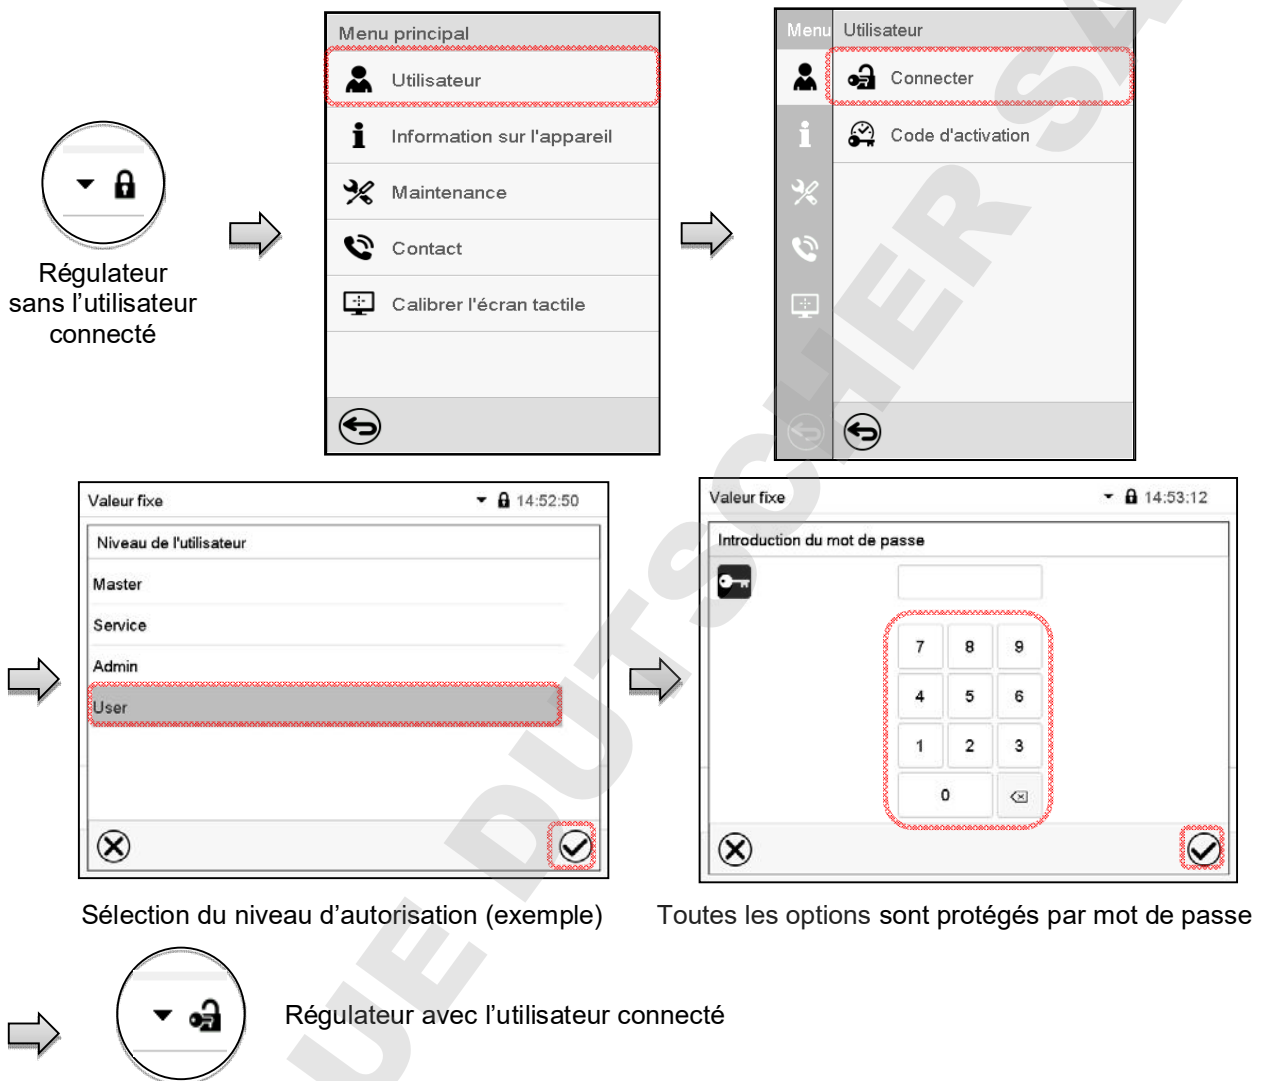 Menu principal
Utilisateur
Information sur l'appareil
Maintenance
Contact
Calibrer l'écran tactile
Menu
Utilisateur
Connecter
Code d'activation
Régulateur
sans l'utilisateur
connecté
Valeur fixe
14:52:50
Niveau de l'utilisateur
Master
Service
Admin
User
Valeur fixe
14:53:12
Introduction du mot de passe
7 8 9
4 5 6
1 2 3
0
Sélection du niveau d'autorisation (exemple)
Toutes les options sont protégés par mot de passe
Régulateur avec l'utilisateur connecté
UE DUTSCHER SA